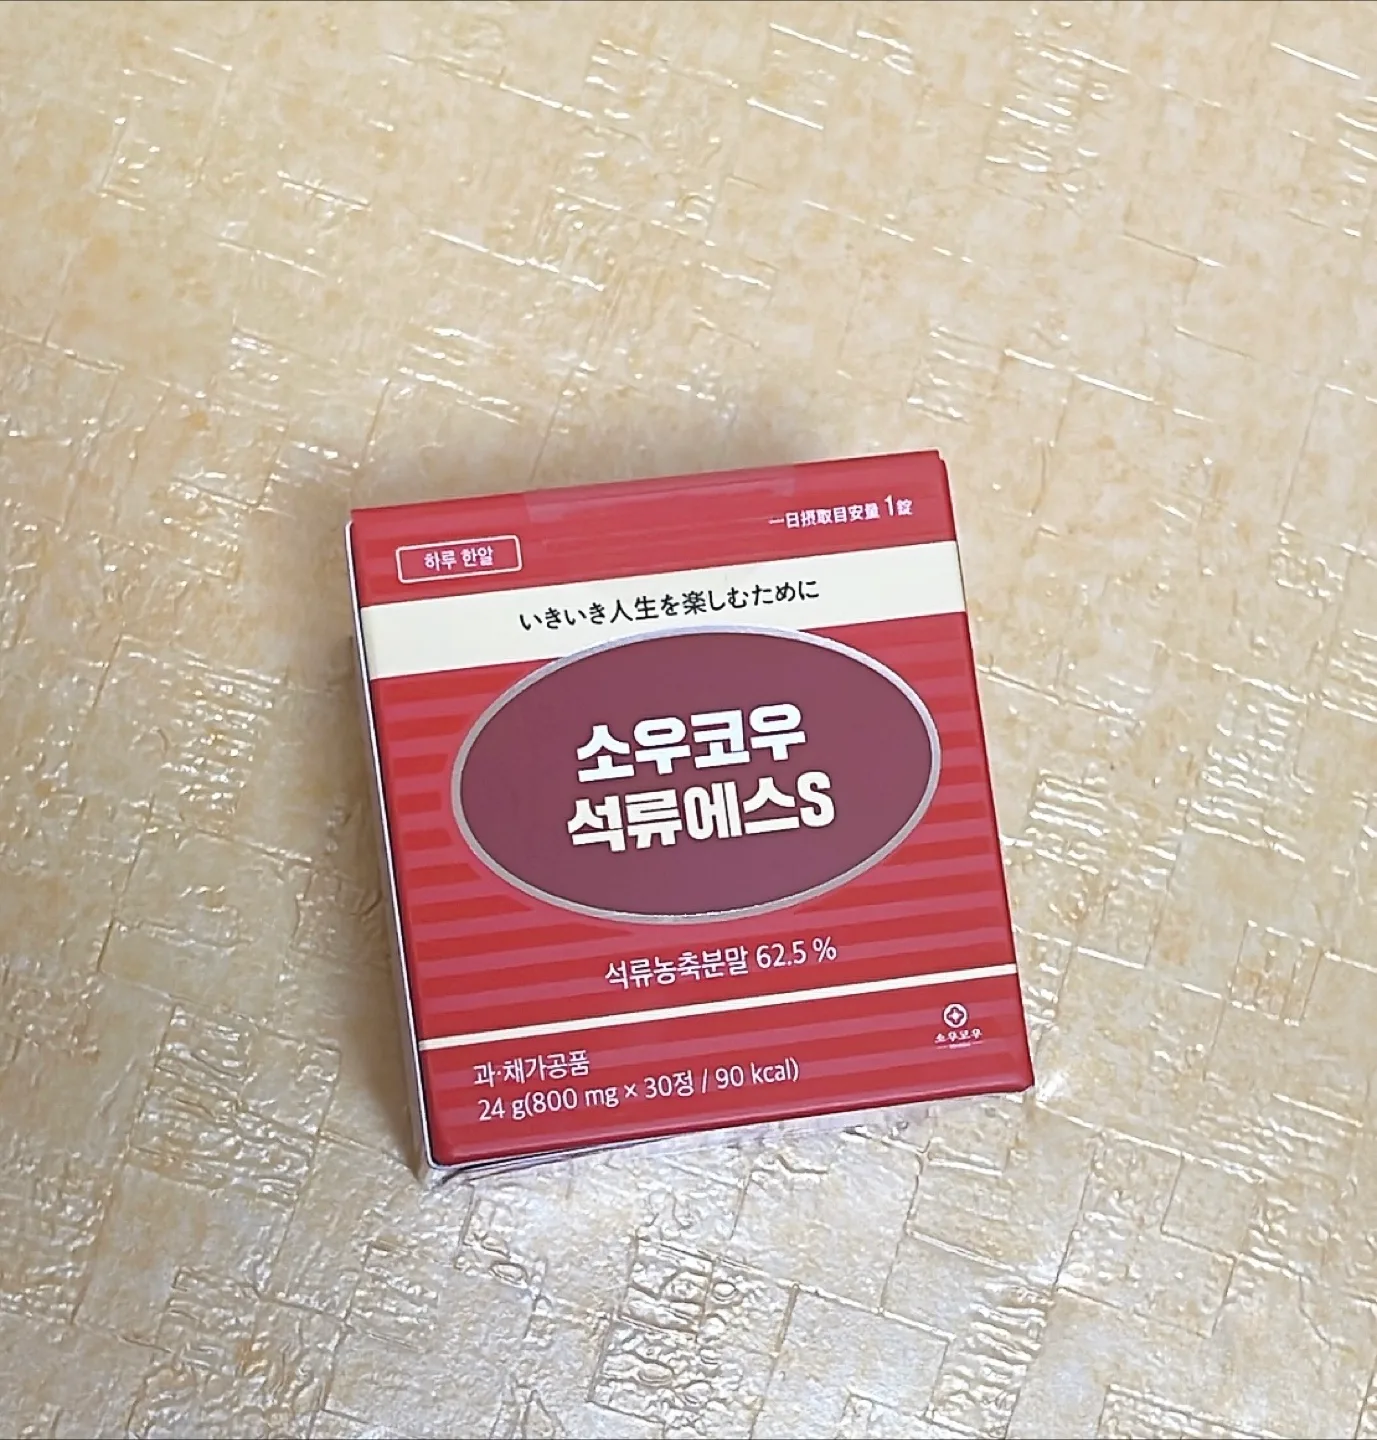 一日摂取目安量 1錠
하루 한알
いきいき人生を楽しむために
소우코우
석류에스S
석류농축분말 62.5 %
소우코우
과·채가공품
24 g(800 mg × 30정 / 90 kcal)